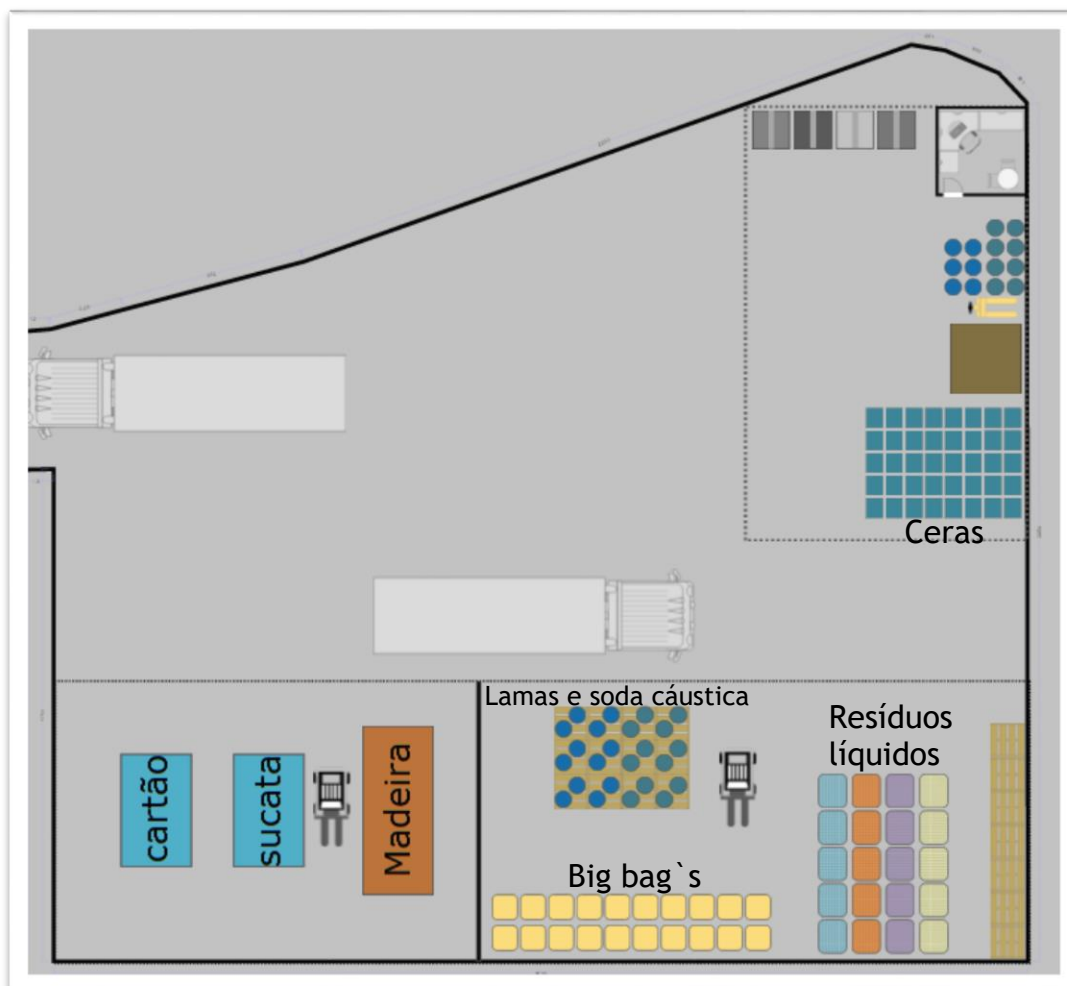 Ceras
Lamas e soda cáustica
Resíduos
líquidos
cartão
sucata
Madeira
Big bag`s